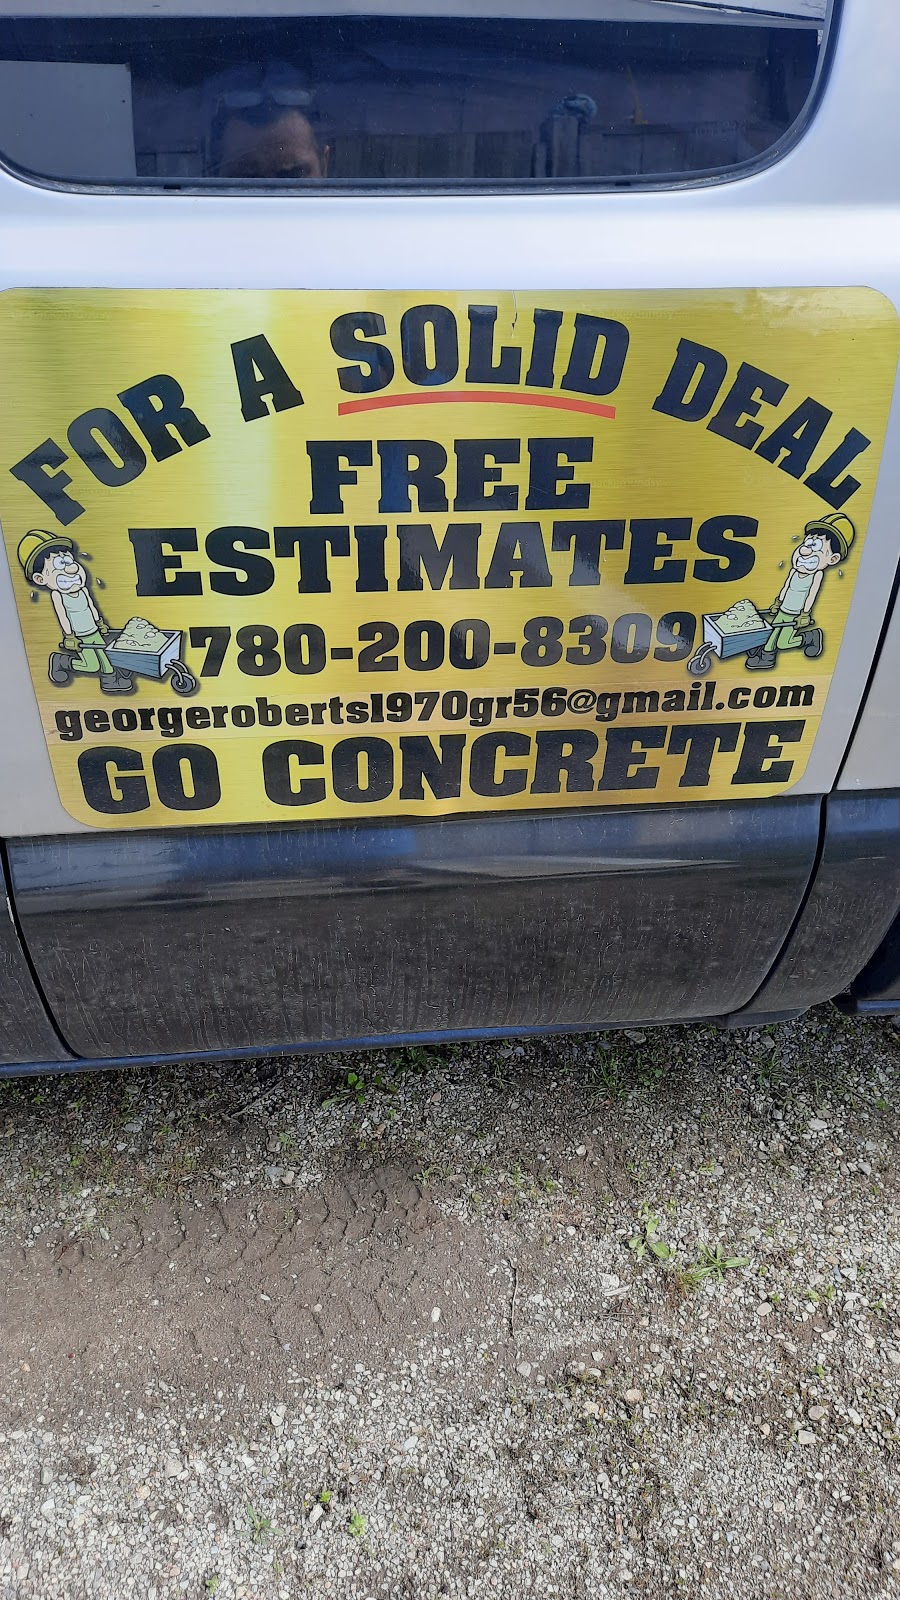 FOR A SOLID DEAL
FREE
ESTIMATES
780-200-8309
georgeroberts1970gr56@gmail.com
GO CONCRETE